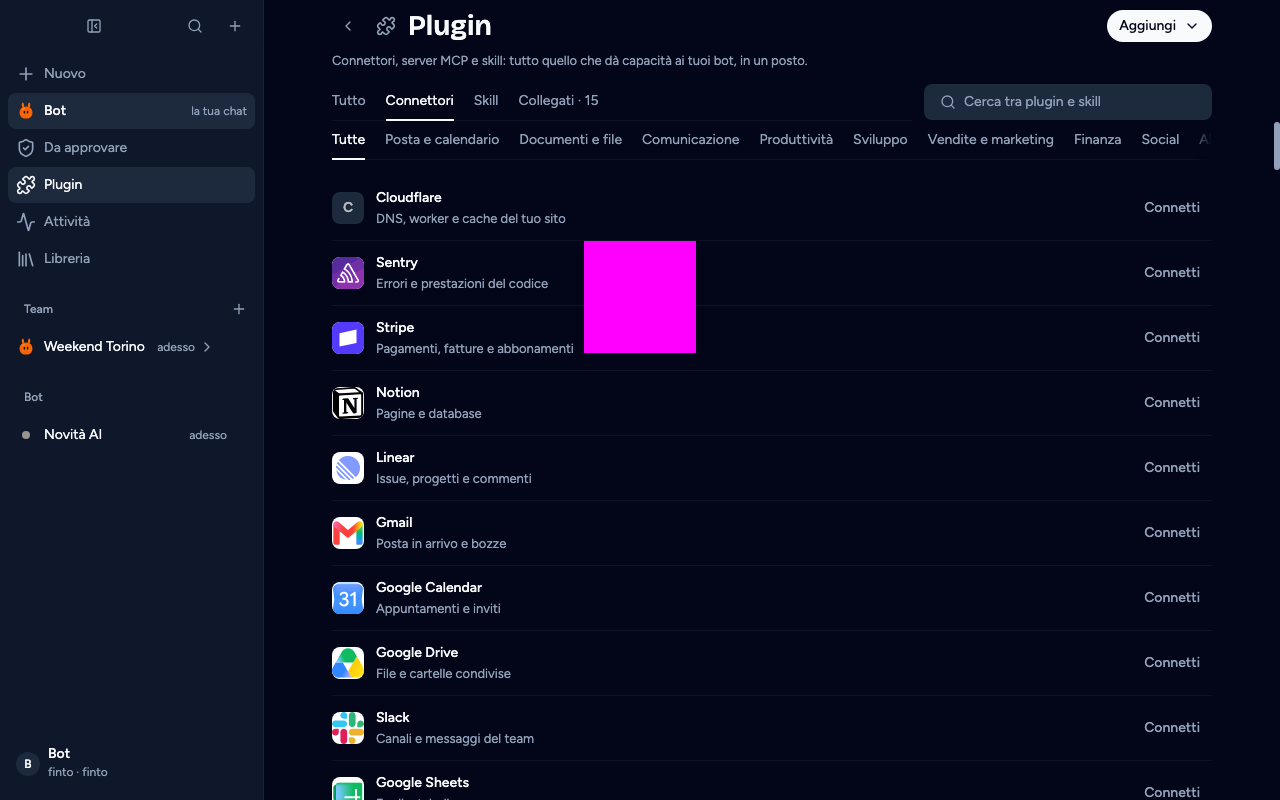 Nuovo
Bot
la tua chat
Da approvare
Plugin
Attività
Libreria
Team
Weekend Torino
adesso
Bot
Novità AI
adesso
B
Bot
finto · finto
Plugin
Aggiungi
Connettori, server MCP e skill: tutto quello che dà capacità ai tuoi bot, in un posto.
Tutto
Connettori
Skill
Collegati · 15
Cerca tra plugin e skill
Tutte
Posta e calendario
Documenti e file
Comunicazione
Produttività
Sviluppo
Vendite e marketing
Finanza
Social
C
Cloudflare
DNS, worker e cache del tuo sito
Connetti
Sentry
Errori e prestazioni del codice
Connetti
Stripe
Pagamenti, fatture e abbonamenti
Connetti
Notion
Pagine e database
Connetti
Linear
Issue, progetti e commenti
Connetti
Gmail
Posta in arrivo e bozze
Connetti
31
Google Calendar
Appuntamenti e inviti
Connetti
Google Drive
File e cartelle condivise
Connetti
Slack
Canali e messaggi del team
Connetti
Google Sheets
Connetti